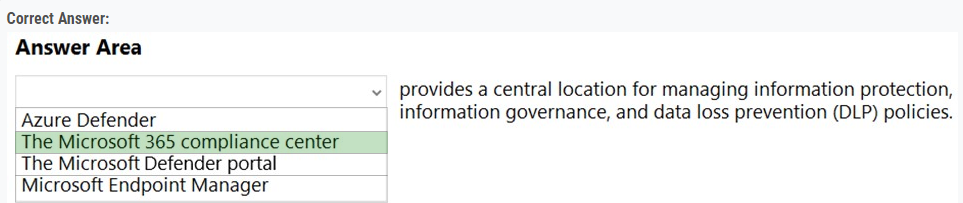 Correct Answer:
Answer Area
provides a central location for managing information protection,
information governance, and data loss prevention (DLP) policies.
Azure Defender
The Microsoft 365 compliance center
The Microsoft Defender portal
Microsoft Endpoint Manager